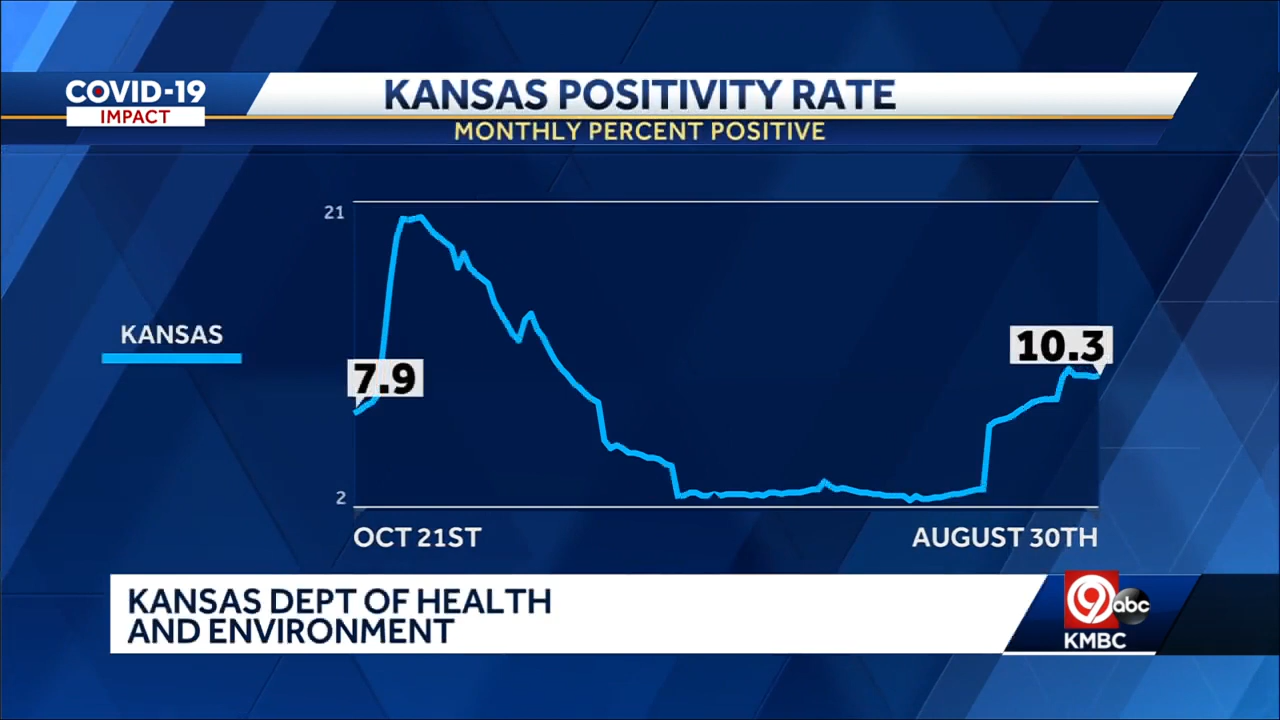 COVID-19
IMPACT
KANSAS POSITIVITY RATE
MONTHLY PERCENT POSITIVE
21
KANSAS
10.3
7.9
2
OCT 21ST
AUGUST 30TH
KANSAS DEPT OF HEALTH
AND ENVIRONMENT
9
abc
KMBC